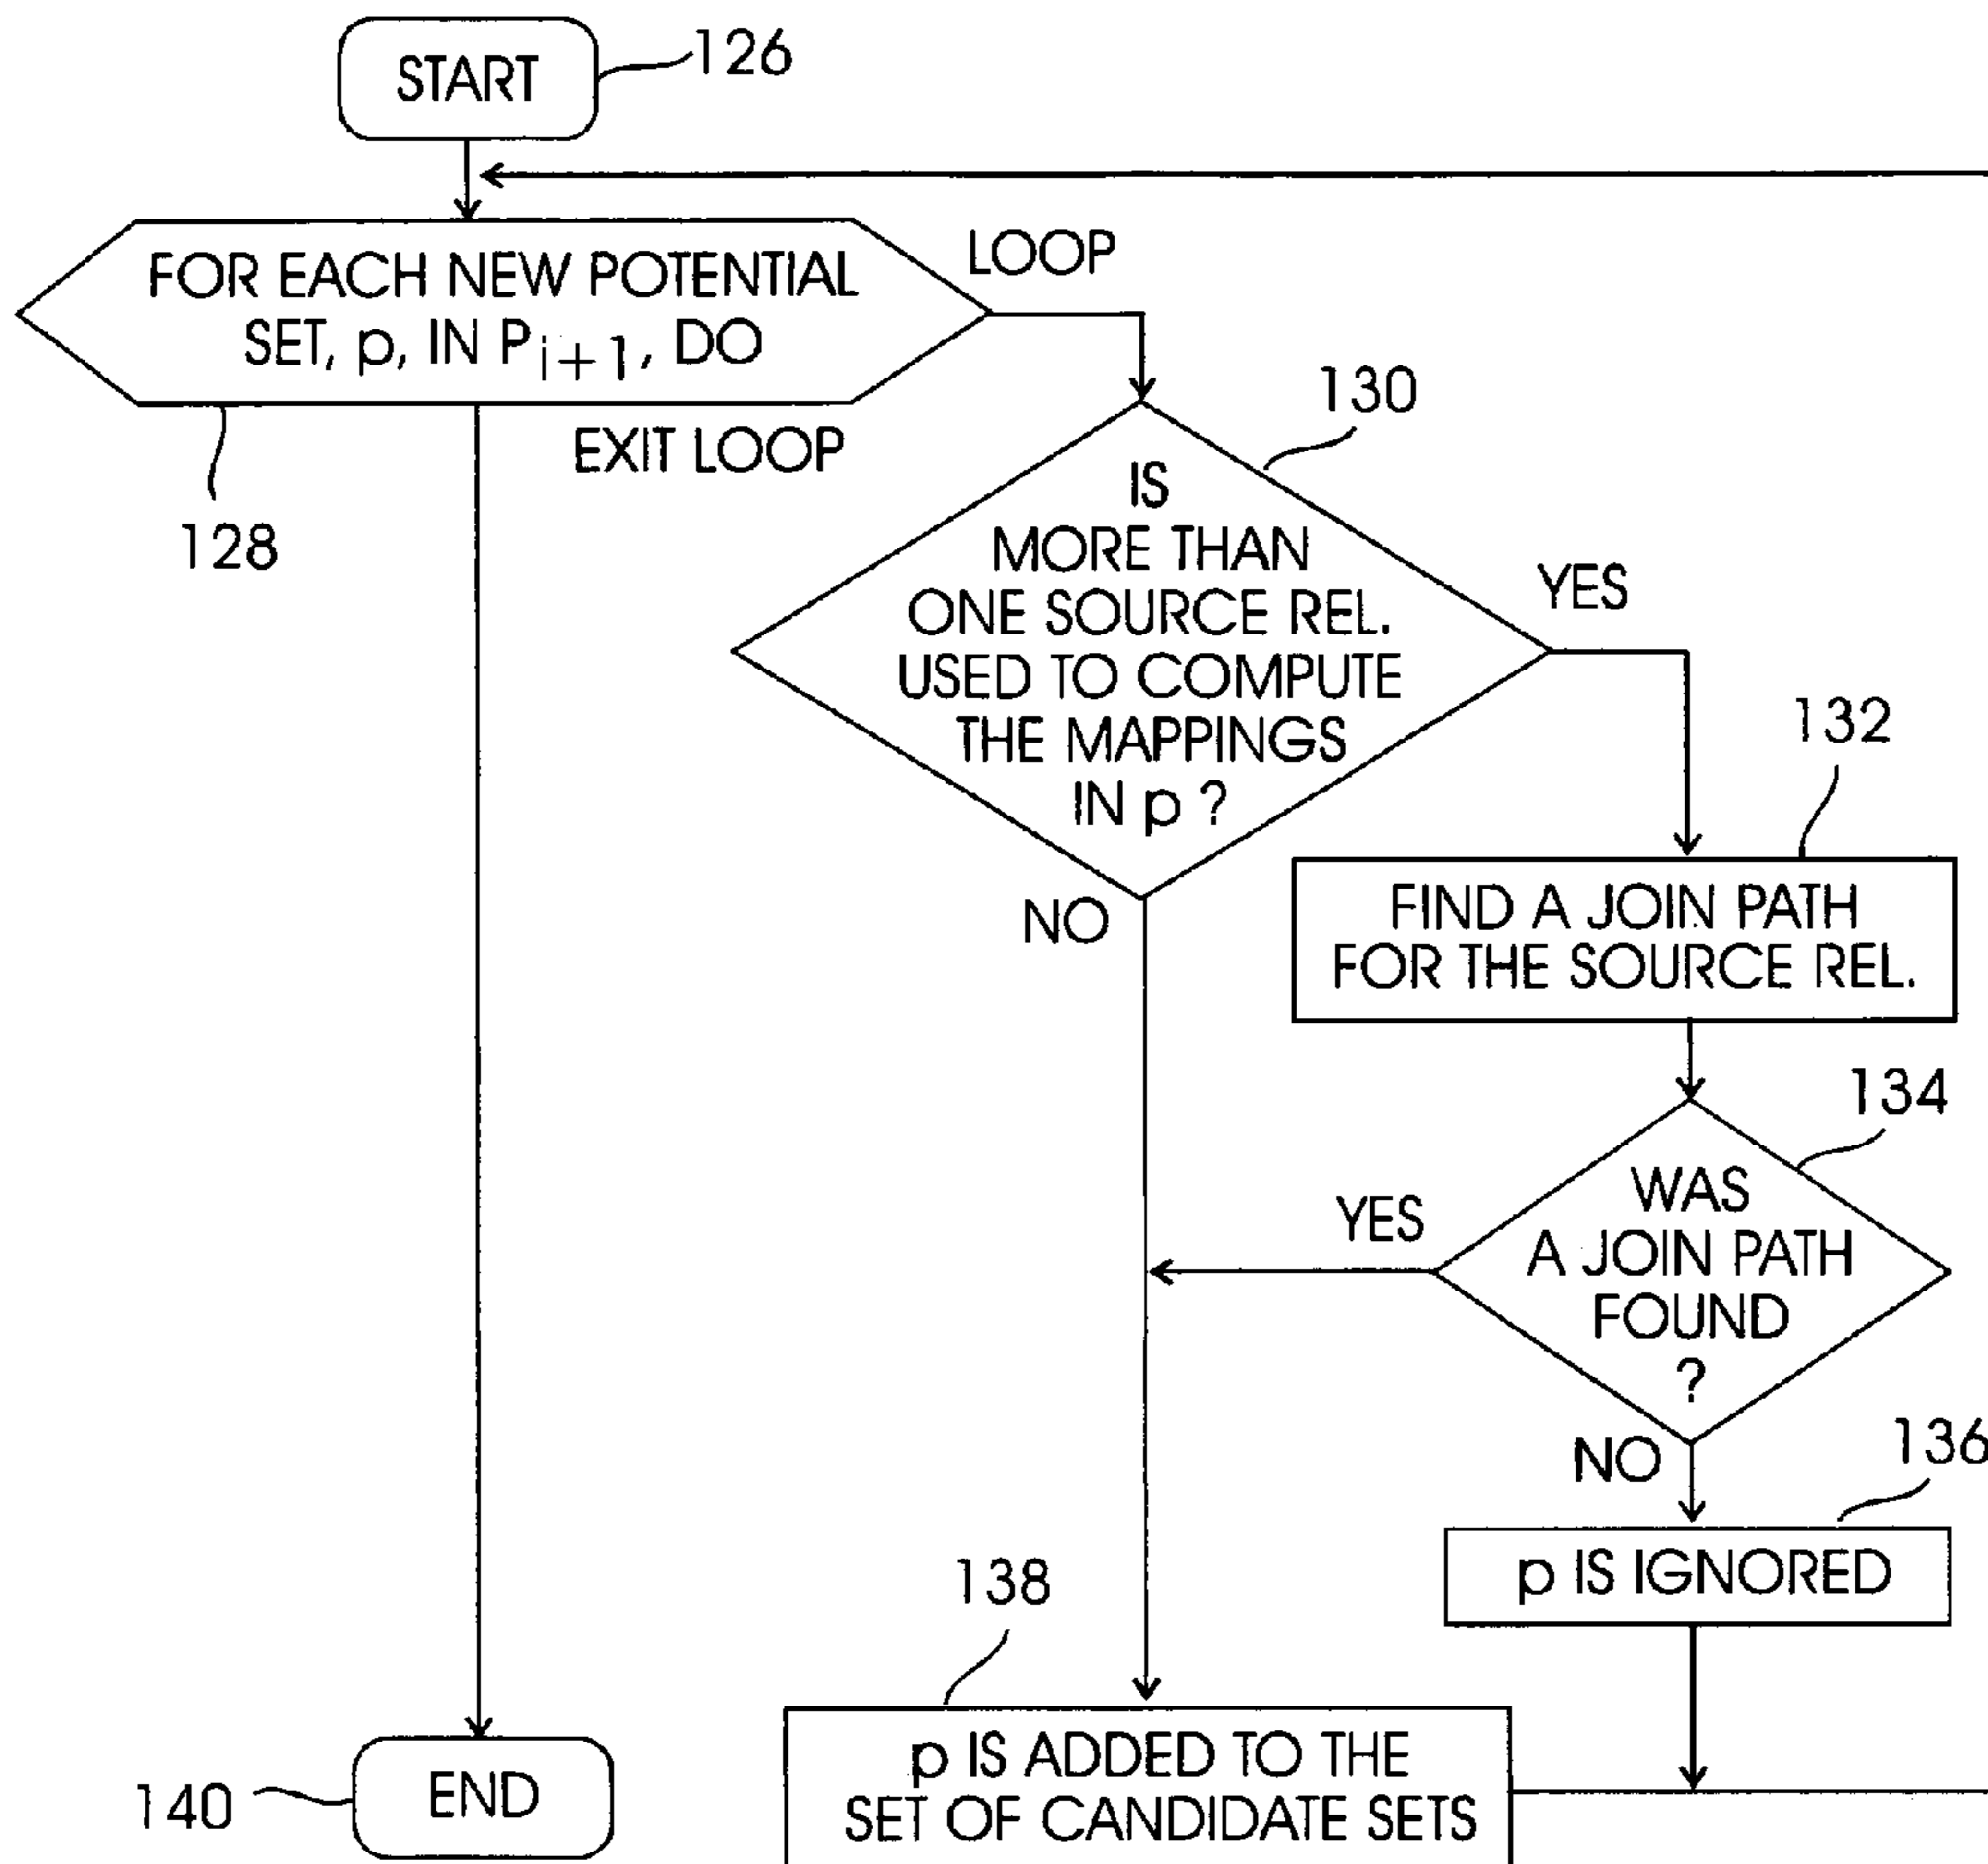 START
126
FOR EACH NEW POTENTIAL
SET, p, IN Pi+1, DO
LOOP
128
EXIT LOOP
130
IS
MORE THAN
ONE SOURCE REL.
USED TO COMPUTE
THE MAPPINGS
IN p ?
YES
NO
132
FIND A JOIN PATH
FOR THE SOURCE REL.
134
WAS
A JOIN PATH
FOUND
?
YES
NO
136
p IS IGNORED
138
p IS ADDED TO THE
SET OF CANDIDATE SETS
140
END